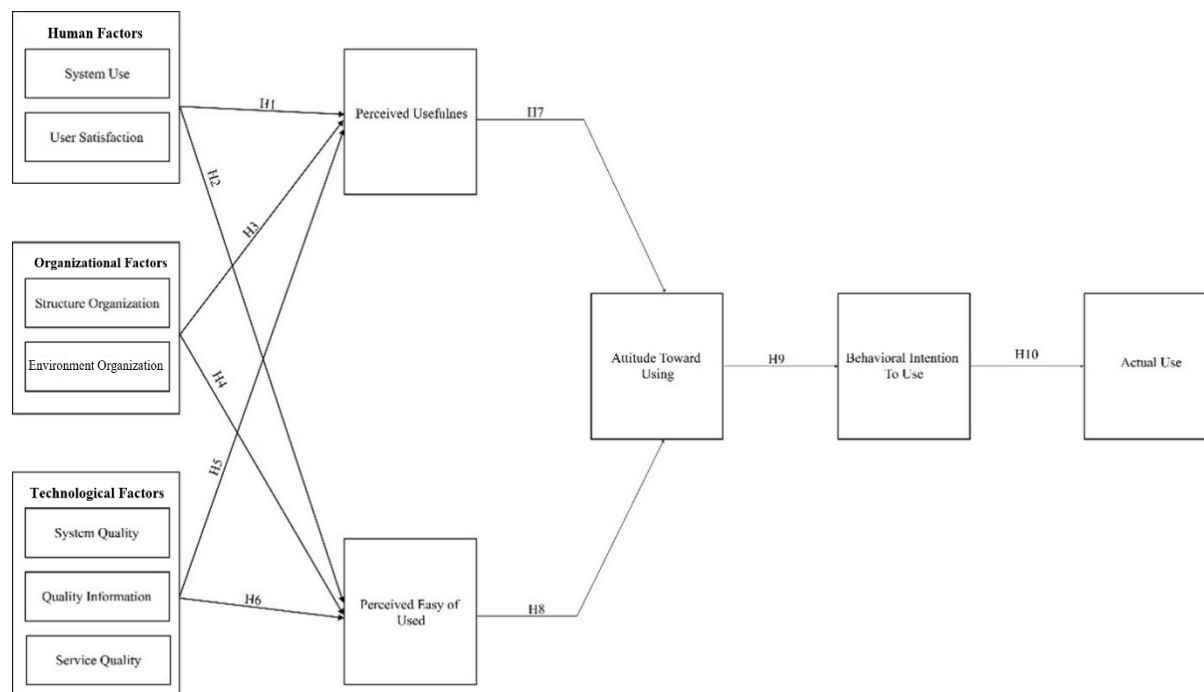 Human Factors
System Use
User Satisfaction
Organizational Factors
Structure Organization
Environment Organization
Technological Factors
System Quality
Quality Information
Service Quality
H1
H2
H3
H4
H5
H6
Perceived Usefulnes
Perceived Easy of
Used
H7
H8
Attitude Toward
Using
H9
Behavioral Intention
To Use
H10
Actual Use